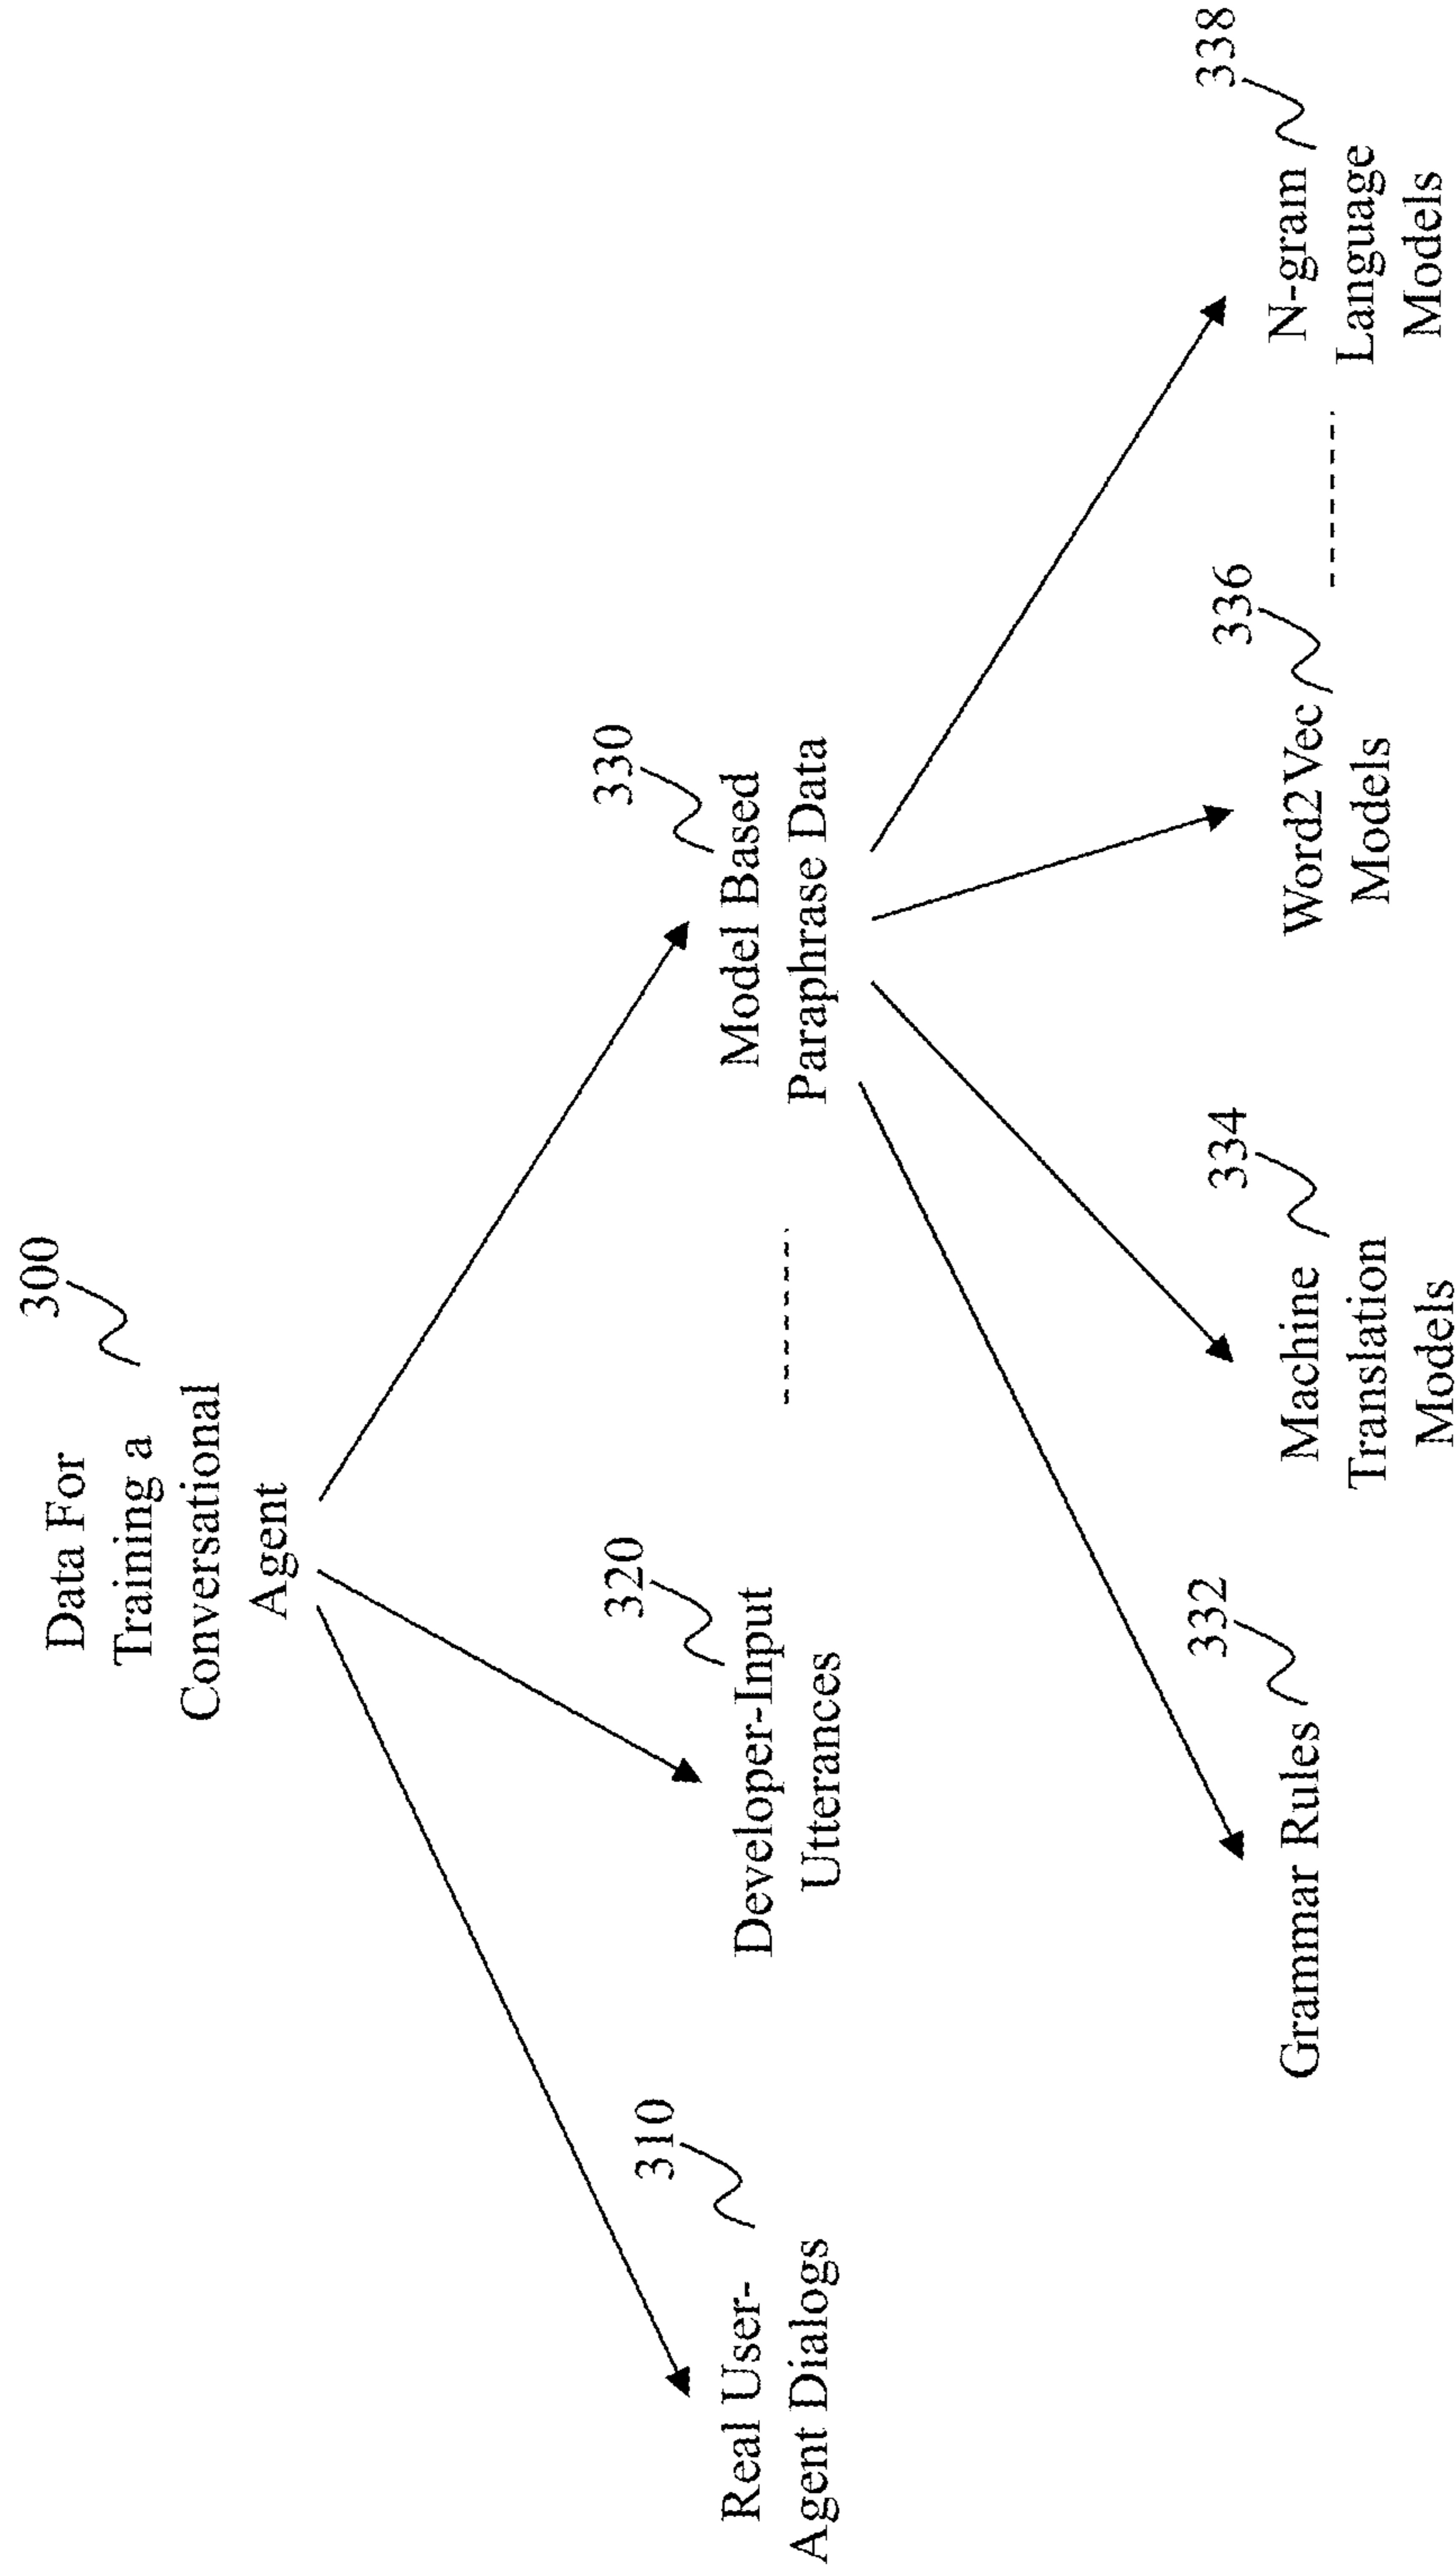 Data For
Training a
Conversational
Agent
300
Real User-
Agent Dialogs
310
Developer-Input
Utterances
320
Model Based
Paraphrase Data
330
Grammar Rules
332
Machine
Translation
Models
334
Word2Vec
Models
336
N-gram
Language
Models
338